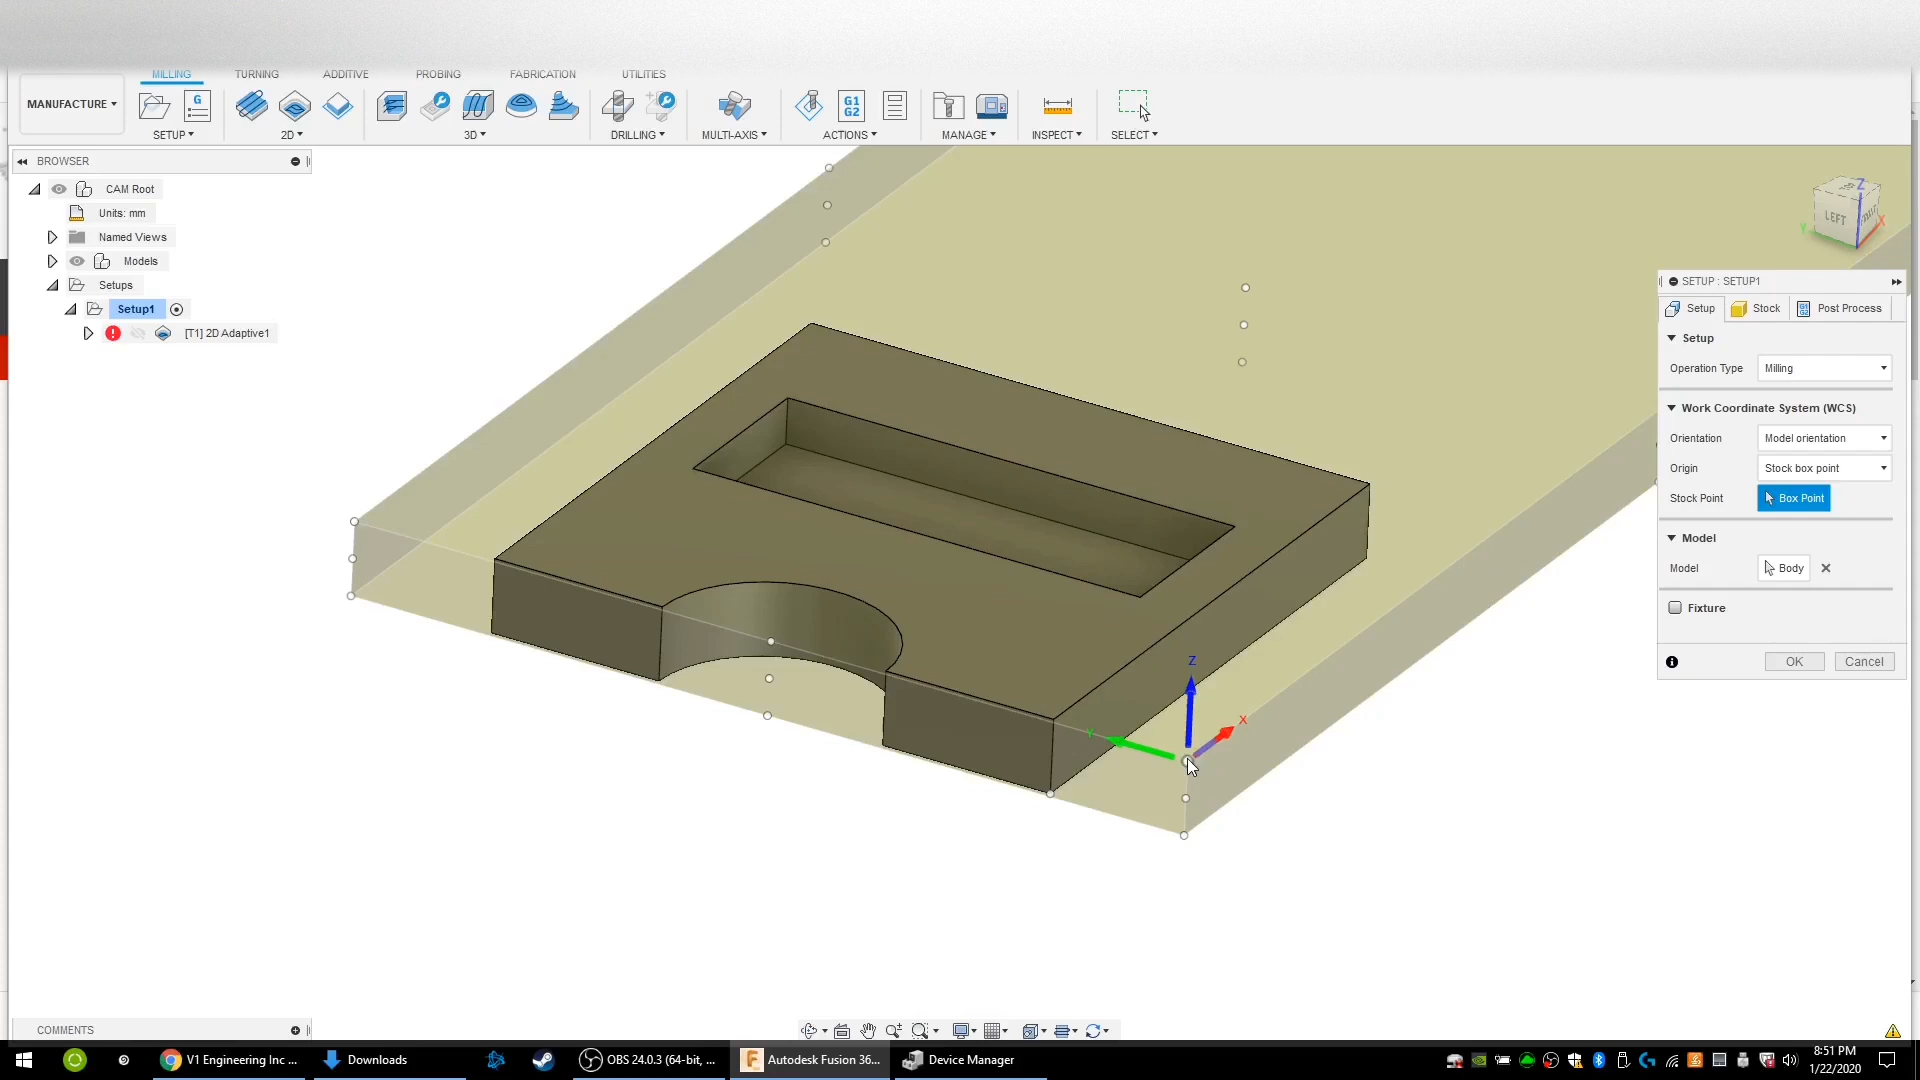 MILLING TURNING ADDITIVE PROBING FABRICATION UTILITIES
MANUFACTURE
G
G1
G2
SETUP 2D 3D DRILLING MULTI-AXIS ACTIONS MANAGE INSPECT SELECT
BROWSER
CAM Root
Units: mm
Named Views
Models
Setups
Setup1
[T1] 2D Adaptive1
Z
LEFT
Y
X
SETUP : SETUP1
Setup Stock Post Process
Setup
Operation Type Milling
Work Coordinate System (WCS)
Orientation Model orientation
Origin Stock box point
Stock Point Box Point
Model
Model Body
Fixture
OK Cancel
Z
X
Y
COMMENTS
V1 Engineering Inc ...
Downloads
OBS 24.0.3 (64-bit, ...
Autodesk Fusion 36...
Device Manager
8:51 PM
1/22/2020